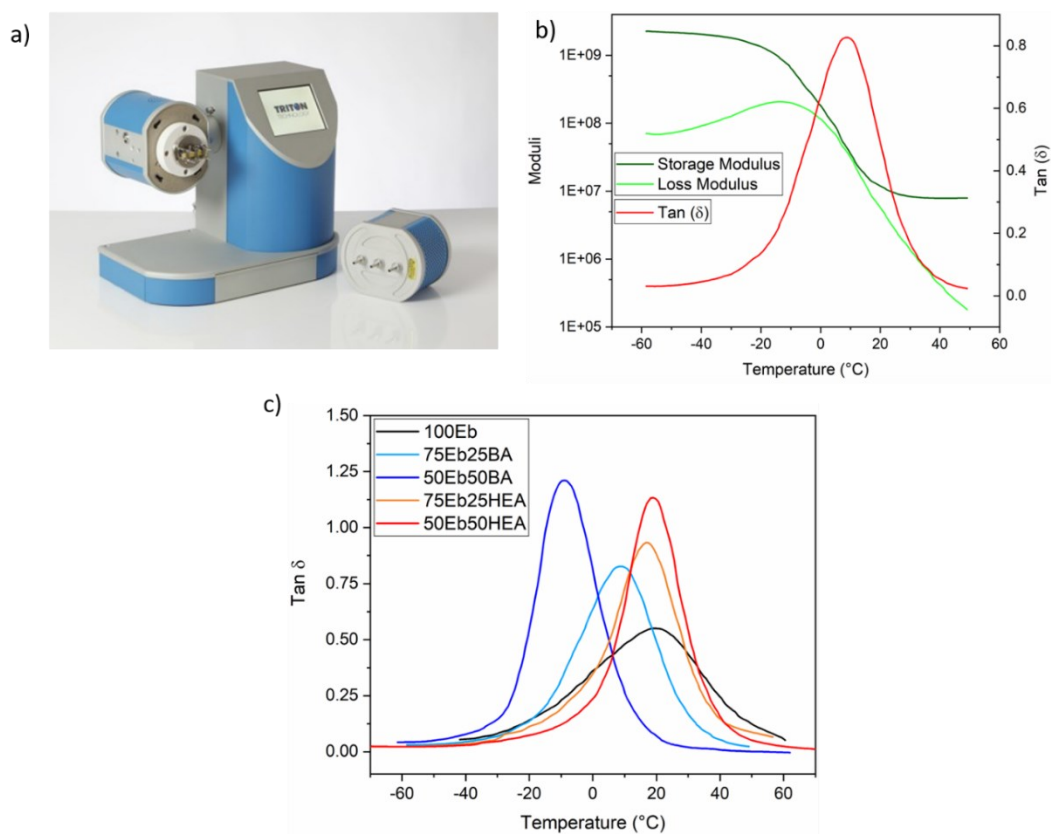 a)
TRITON
TECHNOLOGY
b)
1E+09
1E+08
1E+07
1E+06
1E+05
Moduli
Storage Modulus
Loss Modulus
Tan (δ)
0.8
0.6
0.4
0.2
0.0
Tan (δ)
-60 -40 -20 0 20 40 60
Temperature (°C)
c)
1.50
1.25
1.00
0.75
0.50
0.25
0.00
Tan δ
100Eb
75Eb25BA
50Eb50BA
75Eb25HEA
50Eb50HEA
-60 -40 -20 0 20 40 60
Temperature (°C)